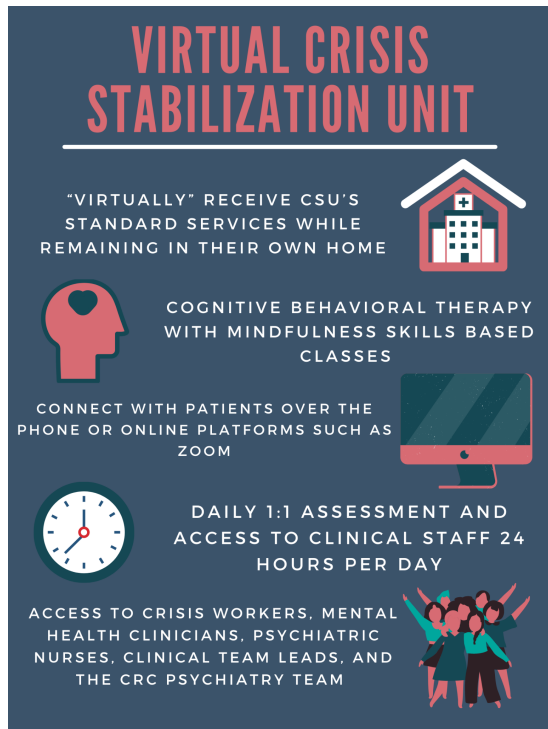 VIRTUAL CRISIS
STABILIZATION UNIT
“VIRTUALLY” RECEIVE CSU’S
STANDARD SERVICES WHILE
REMAINING IN THEIR OWN HOME
COGNITIVE BEHAVIORAL THERAPY
WITH MINDFULNESS SKILLS BASED
CLASSES
CONNECT WITH PATIENTS OVER THE
PHONE OR ONLINE PLATFORMS SUCH AS
ZOOM
DAILY 1:1 ASSESSMENT AND
ACCESS TO CLINICAL STAFF 24
HOURS PER DAY
ACCESS TO CRISIS WORKERS, MENTAL
HEALTH CLINICIANS, PSYCHIATRIC
NURSES, CLINICAL TEAM LEADS, AND
THE CRC PSYCHIATRY TEAM